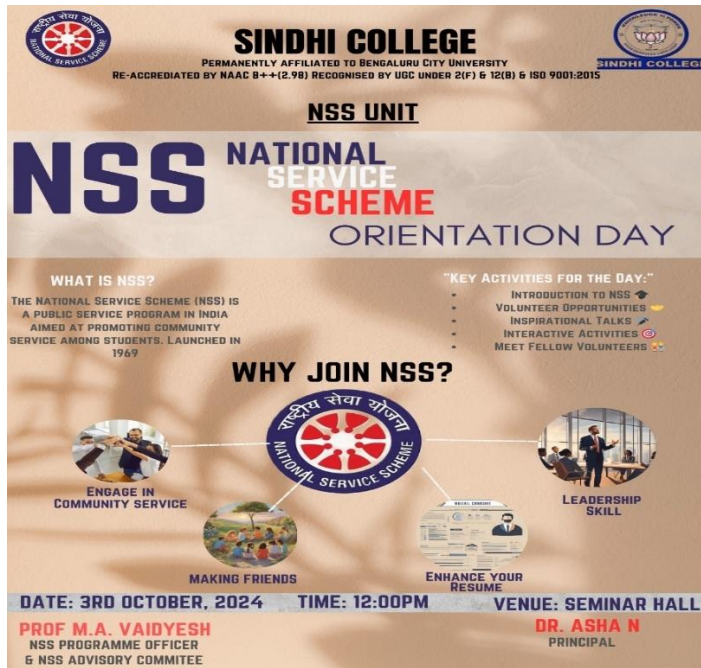 राष्ट्रीय सेवा योजना
NATIONAL SERVICE SCHEME
SINDHI COLLEGE
PERMANENTLY AFFILIATED TO BENGALURU CITY UNIVERSITY
RE-ACCREDIATED BY NAAC B++(2.98) RECOGNISED BY UGC UNDER 2(F) & 12(B) & ISO 9001:2015
SINDHI COLLEGE
NSS UNIT
NSS
NATIONAL
SERVICE
SCHEME
ORIENTATION DAY
WHAT IS NSS?
THE NATIONAL SERVICE SCHEME (NSS) IS
A PUBLIC SERVICE PROGRAM IN INDIA
AIMED AT PROMOTING COMMUNITY
SERVICE AMONG STUDENTS. LAUNCHED IN
1969
"KEY ACTIVITIES FOR THE DAY:"
• INTRODUCTION TO NSS 🎓
• VOLUNTEER OPPORTUNITIES 🤝
• INSPIRATIONAL TALKS 🎤
• INTERACTIVE ACTIVITIES 🎯
• MEET FELLOW VOLUNTEERS 👫
WHY JOIN NSS?
राष्ट्रीय सेवा योजना
NATIONAL SERVICE SCHEME
ENGAGE IN
COMMUNITY SERVICE
MAKING FRIENDS
ENHANCE YOUR
RESUME
LEADERSHIP
SKILL
DATE: 3RD OCTOBER, 2024 TIME: 12:00PM VENUE: SEMINAR HALL
PROF M.A. VAIDYESH
NSS PROGRAMME OFFICER
& NSS ADVISORY COMMITEE
DR. ASHA N
PRINCIPAL